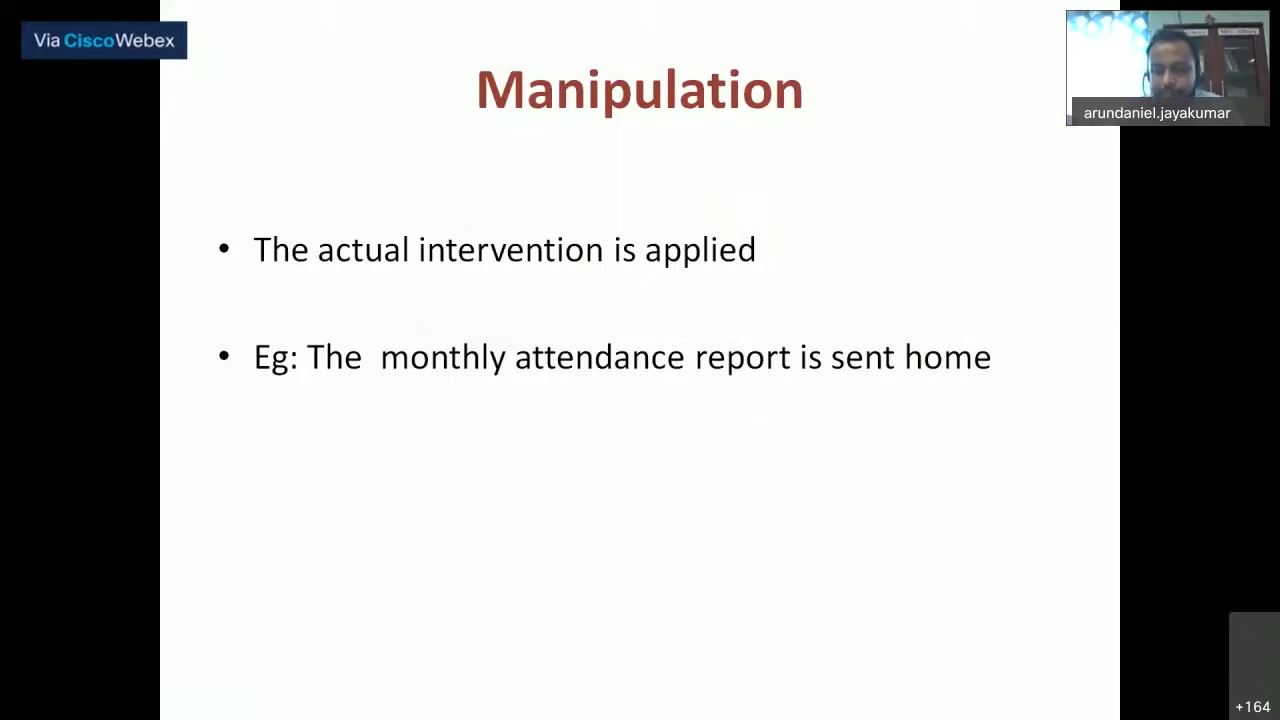 Via CiscoWebex
Manipulation
arundaniel.jayakumar
• The actual intervention is applied
• Eg: The  monthly attendance report is sent home
+164